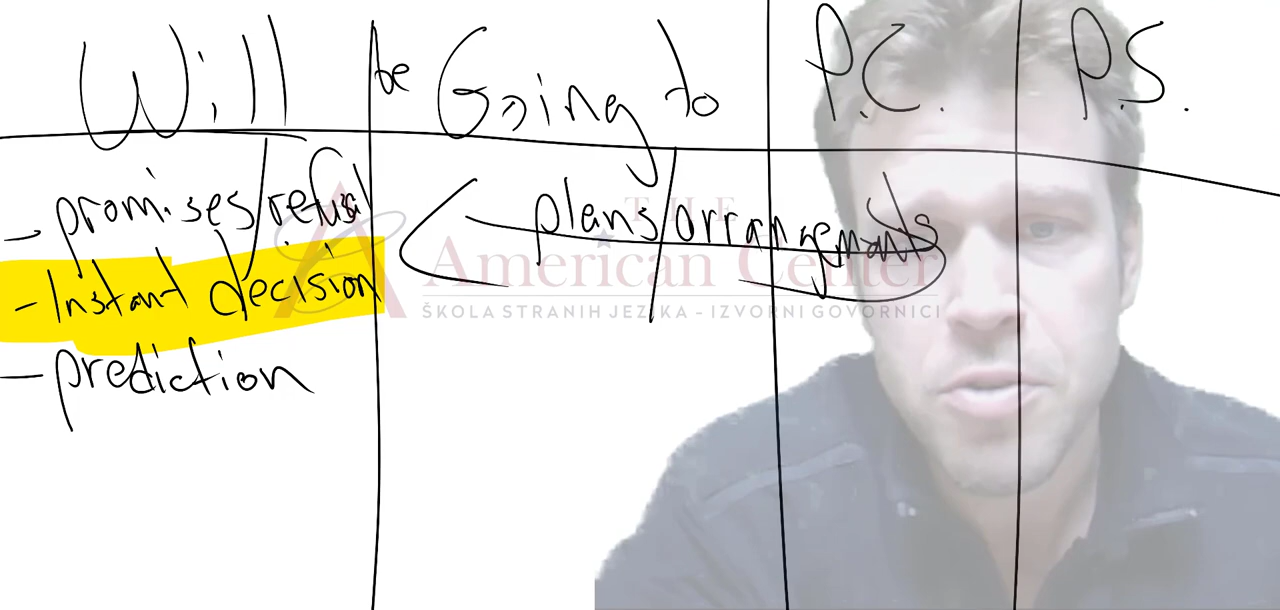 Will be Going to P.C. P.S.
- promises/refusal
plans/arrangements
- Instant decision
- prediction
THE
American Center
ŠKOLA STRANIH JEZIKA - IZVORNI GOVORNICI